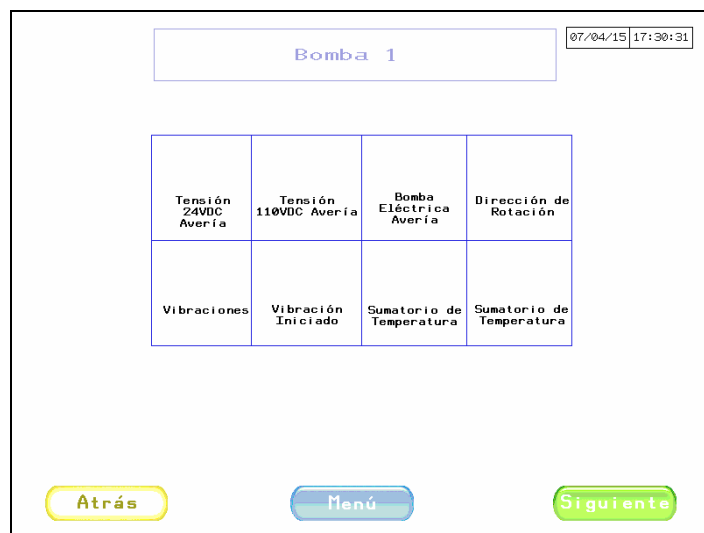 Bomba 1
07/04/15 17:30:31
Tensión
24VDC
Avería
Tensión
110VDC Avería
Bomba
Eléctrica
Avería
Dirección de
Rotación
Vibraciones
Vibración
Iniciado
Sumatorio de
Temperatura
Sumatorio de
Temperatura
Atrás
Menú
Siguiente